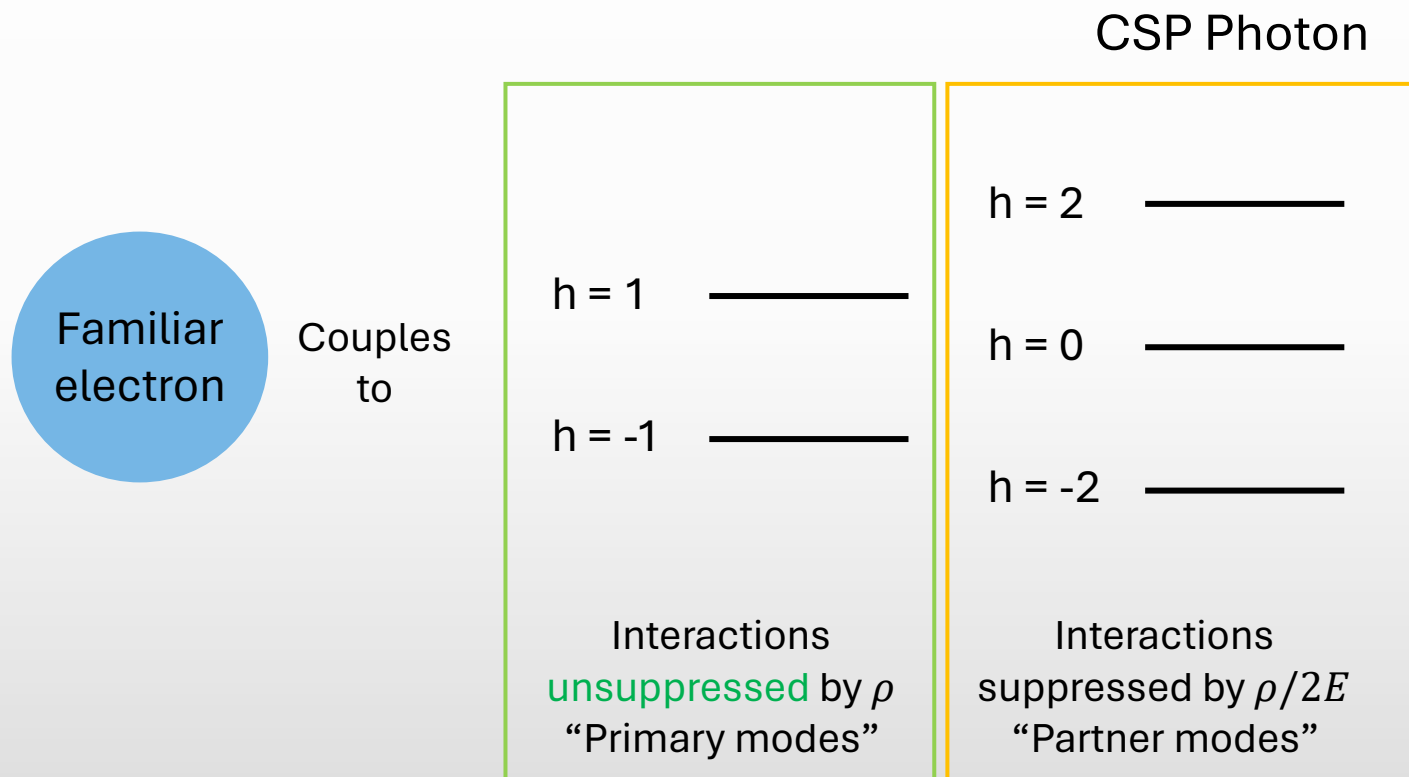 CSP Photon
Familiar
electron
Couples
to
h = 1
h = -1
Interactions
unsuppressed by ρ
“Primary modes”
h = 2
h = 0
h = -2
Interactions
suppressed by ρ/2E
“Partner modes”